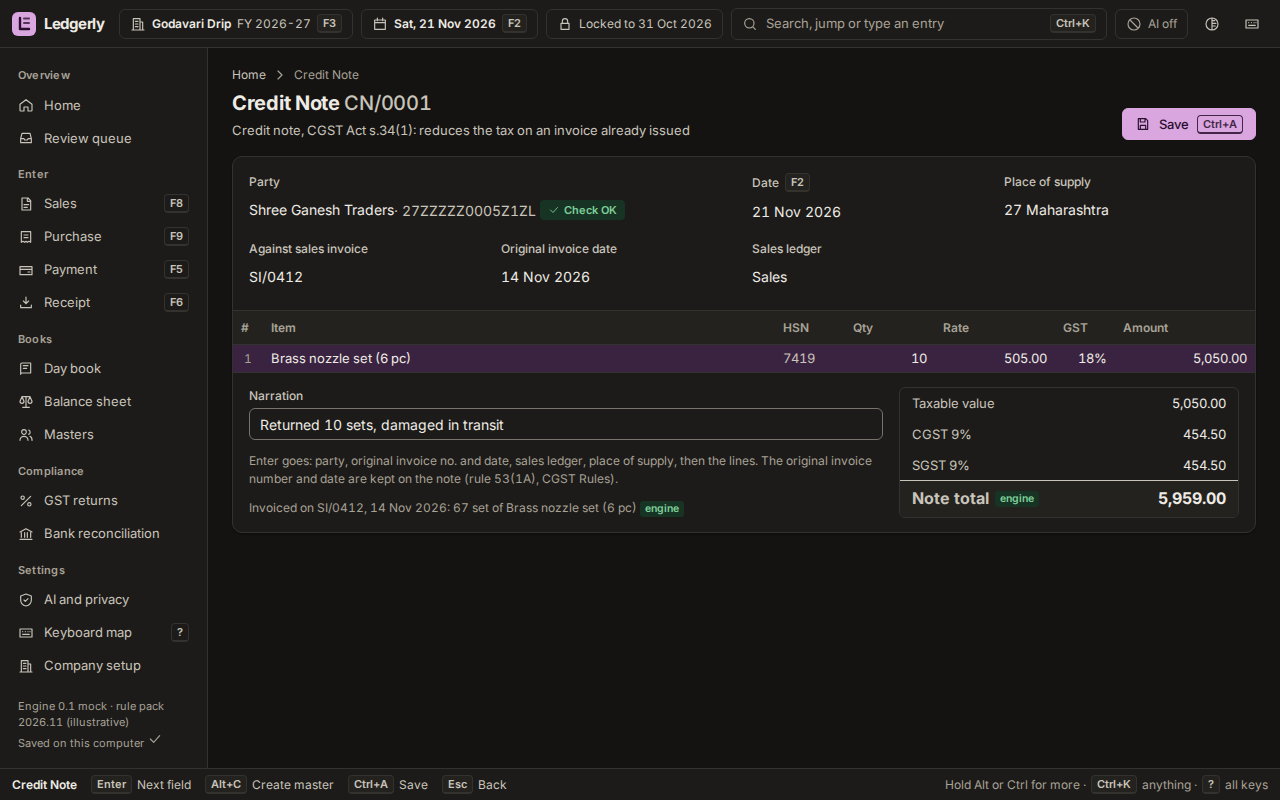 Ledgerly
Godavari Drip FY 2026-27 F3
Sat, 21 Nov 2026 F2
Locked to 31 Oct 2026
Search, jump or type an entry Ctrl+K
AI off
Overview
Home
Review queue
Enter
Sales F8
Purchase F9
Payment F5
Receipt F6
Books
Day book
Balance sheet
Masters
Compliance
GST returns
Bank reconciliation
Settings
AI and privacy
Keyboard map ?
Company setup
Engine 0.1 mock · rule pack
2026.11 (illustrative)
Saved on this computer
Home > Credit Note
Credit Note CN/0001
Credit note, CGST Act s.34(1): reduces the tax on an invoice already issued
Save Ctrl+A
Party
Shree Ganesh Traders· 27ZZZZZ0005Z1ZL Check OK
Date F2
21 Nov 2026
Place of supply
27 Maharashtra
Against sales invoice
SI/0412
Original invoice date
14 Nov 2026
Sales ledger
Sales
# Item HSN Qty Rate GST Amount
1 Brass nozzle set (6 pc) 7419 10 505.00 18% 5,050.00
Narration
Returned 10 sets, damaged in transit
Enter goes: party, original invoice no. and date, sales ledger, place of supply, then the lines. The original invoice
number and date are kept on the note (rule 53(1A), CGST Rules).
Invoiced on SI/0412, 14 Nov 2026: 67 set of Brass nozzle set (6 pc) engine
Taxable value 5,050.00
CGST 9% 454.50
SGST 9% 454.50
Note total engine 5,959.00
Credit Note Enter Next field Alt+C Create master Ctrl+A Save Esc Back
Hold Alt or Ctrl for more · Ctrl+K anything · ? all keys